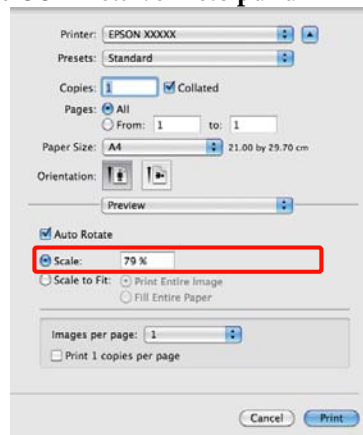 Printer: EPSON XXXXX
Presets: Standard
Copies: 1 Collated
Pages: All
From: 1 to: 1
Paper Size: A4 21.00 by 29.70 cm
Orientation:
Preview
Auto Rotate
Scale: 79 %
Scale to Fit: Print Entire Image
Fill Entire Paper
Images per page: 1
Print 1 copies per page
Cancel Print